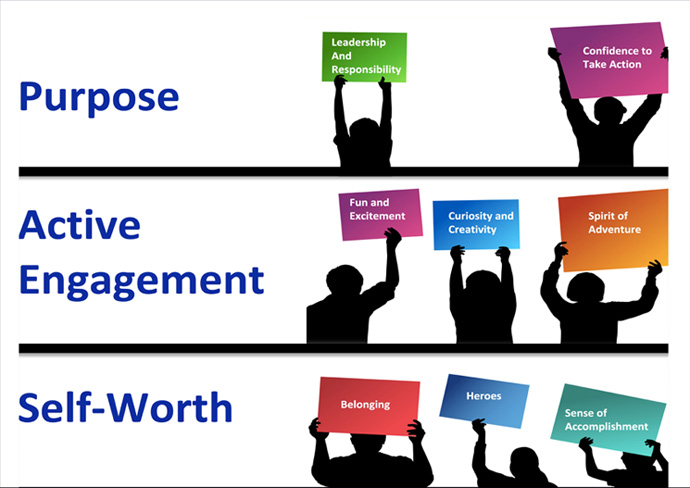 Purpose
Leadership
And
Responsibility
Confidence to
Take Action
Active
Engagement
Fun and
Excitement
Curiosity and
Creativity
Spirit of
Adventure
Self-Worth
Belonging
Heroes
Sense of
Accomplishment